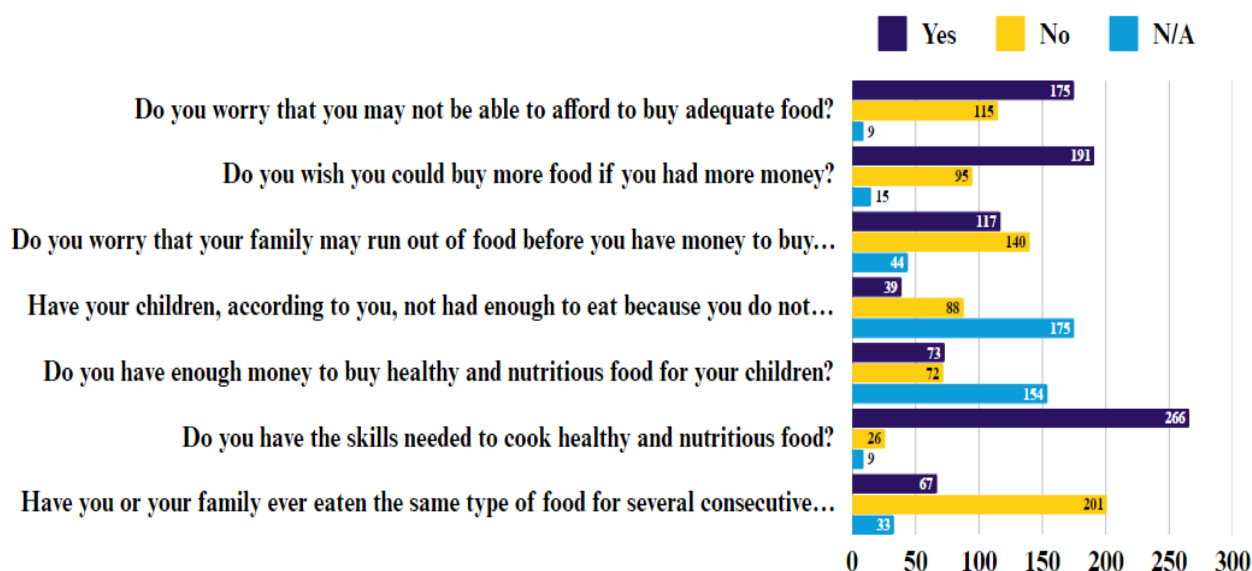 Yes No N/A
Do you worry that you may not be able to afford to buy adequate food? 175
115
9
Do you wish you could buy more food if you had more money? 191
95
15
Do you worry that your family may run out of food before you have money to buy… 117
140
44
Have your children, according to you, not had enough to eat because you do not… 39
88
175
Do you have enough money to buy healthy and nutritious food for your children? 73
72
154
Do you have the skills needed to cook healthy and nutritious food? 266
26
9
Have you or your family ever eaten the same type of food for several consecutive… 67
201
33
0 50 100 150 200 250 300